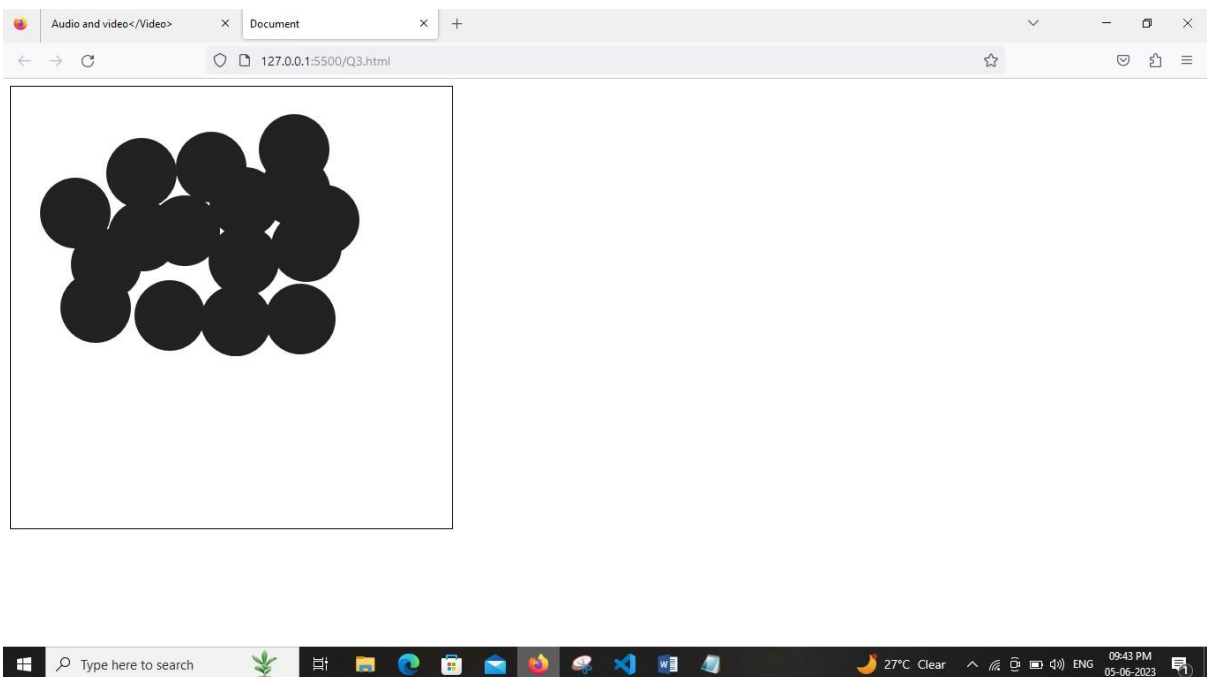 Audio and video</Video>
Document
127.0.0.1:5500/Q3.html
Type here to search
27°C Clear
ENG
09:43 PM
05-06-2023
1